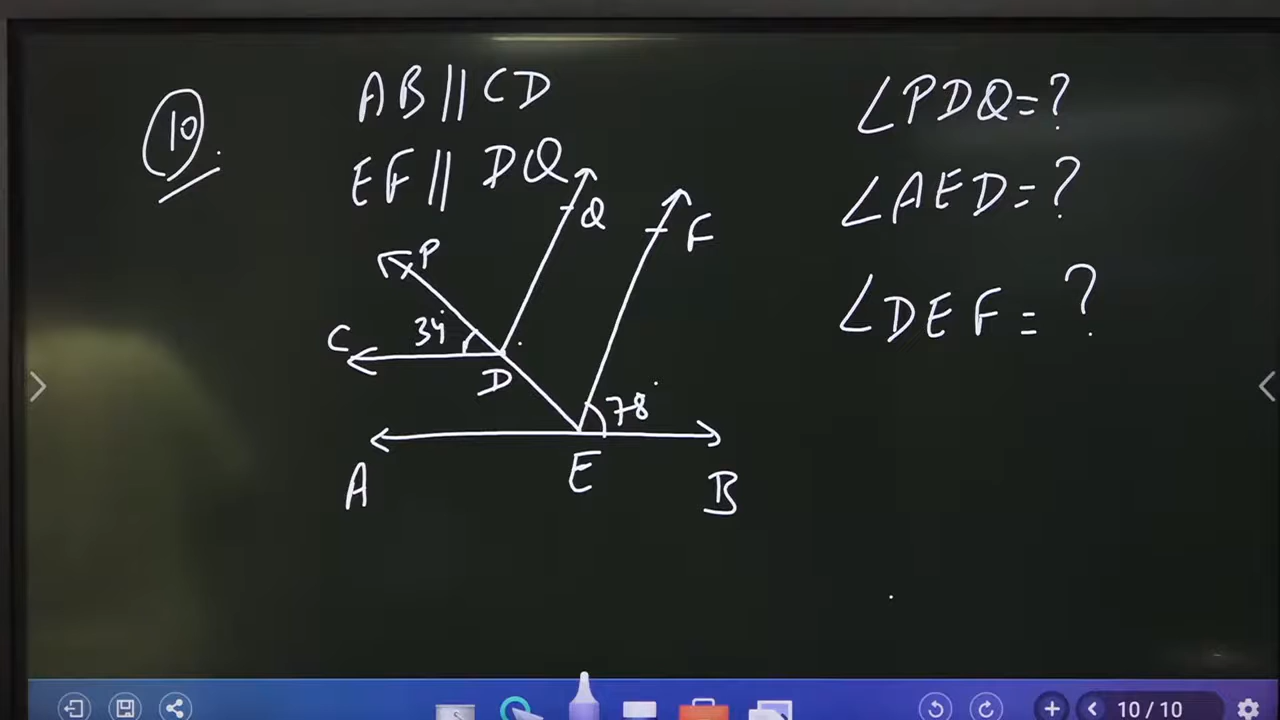 10
AB || CD
EF || DQ
∠PDQ = ?
∠AED = ?
∠DEF = ?
Q
F
P
C
34°
D
78°
E
A
B
10/10